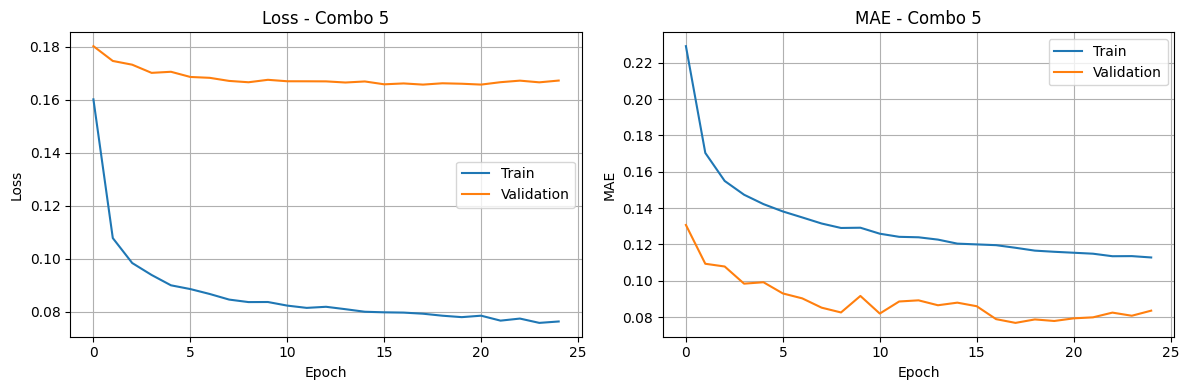 Loss - Combo 5
0.18
0.16
0.14
0.12
0.10
0.08
Loss
Train
Validation
0
5
10
15
20
25
Epoch
MAE - Combo 5
0.22
0.20
0.18
0.16
0.14
0.12
0.10
0.08
MAE
Train
Validation
0
5
10
15
20
25
Epoch